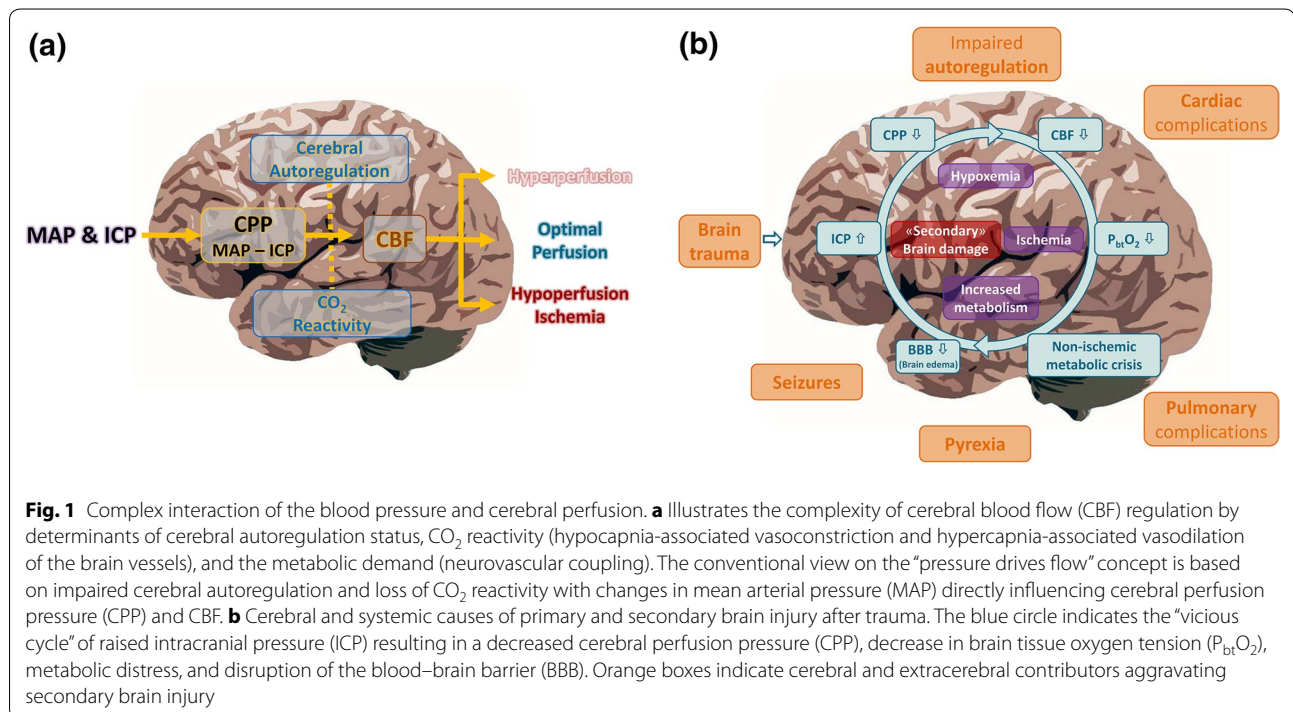 (a)
Cerebral
Autoregulation
MAP & ICP
CPP
MAP – ICP
CBF
CO₂
Reactivity
Hyperperfusion
Optimal
Perfusion
Hypoperfusion
Ischemia
(b)
Impaired
autoregulation
Cardiac
complications
CPP ⇩
CBF ⇩
Hypoxemia
Brain
trauma
ICP ⇧
«Secondary»
Brain damage
Ischemia
PbtO₂ ⇩
Increased
metabolism
BBB ⇩
(Brain edema)
Non-ischemic
metabolic crisis
Seizures
Pyrexia
Pulmonary
complications
Fig. 1 Complex interaction of the blood pressure and cerebral perfusion. a Illustrates the complexity of cerebral blood flow (CBF) regulation by
determinants of cerebral autoregulation status, CO₂ reactivity (hypocapnia-associated vasoconstriction and hypercapnia-associated vasodilation
of the brain vessels), and the metabolic demand (neurovascular coupling). The conventional view on the “pressure drives flow” concept is based
on impaired cerebral autoregulation and loss of CO₂ reactivity with changes in mean arterial pressure (MAP) directly influencing cerebral perfusion
pressure (CPP) and CBF. b Cerebral and systemic causes of primary and secondary brain injury after trauma. The blue circle indicates the “vicious
cycle” of raised intracranial pressure (ICP) resulting in a decreased cerebral perfusion pressure (CPP), decrease in brain tissue oxygen tension (PbtO₂),
metabolic distress, and disruption of the blood–brain barrier (BBB). Orange boxes indicate cerebral and extracerebral contributors aggravating
secondary brain injury